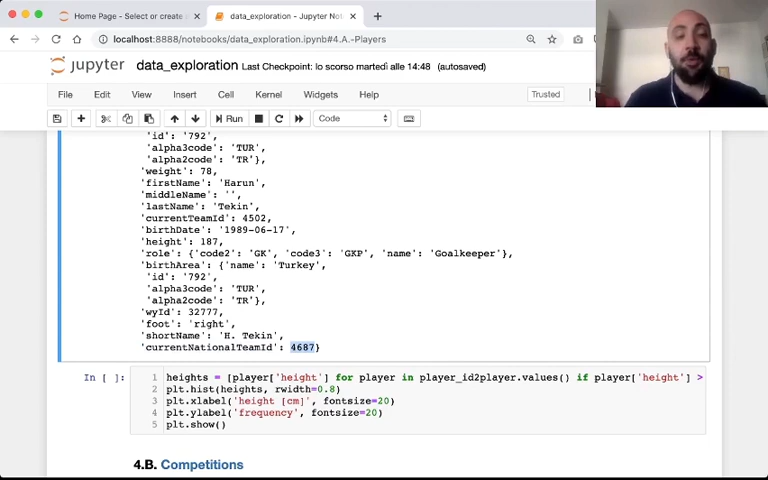 Home Page - Select or create a
data_exploration - Jupyter Not
localhost:8888/notebooks/data_exploration.ipynb#4.A.-Players
jupyter data_exploration Last Checkpoint: lo scorso martedì alle 14:48 (autosaved)
File Edit View Insert Cell Kernel Widgets Help Trusted
Run Code
'id': '792',
'alpha3code': 'TUR',
'alpha2code': 'TR'},
'weight': 78,
'firstName': 'Harun',
'middleName': '',
'lastName': 'Tekin',
'currentTeamId': 4502,
'birthDate': '1989-06-17',
'height': 187,
'role': {'code2': 'GK', 'code3': 'GKP', 'name': 'Goalkeeper'},
'birthArea': {'name': 'Turkey',
'id': '792',
'alpha3code': 'TUR',
'alpha2code': 'TR'},
'wyId': 32777,
'foot': 'right',
'shortName': 'H. Tekin',
'currentNationalTeamId': 4687}
In [ ]:
1 heights = [player['height'] for player in player_id2player.values() if player['height'] >
2 plt.hist(heights, rwidth=0.8)
3 plt.xlabel('height [cm]', fontsize=20)
4 plt.ylabel('frequency', fontsize=20)
5 plt.show()
4.B. Competitions